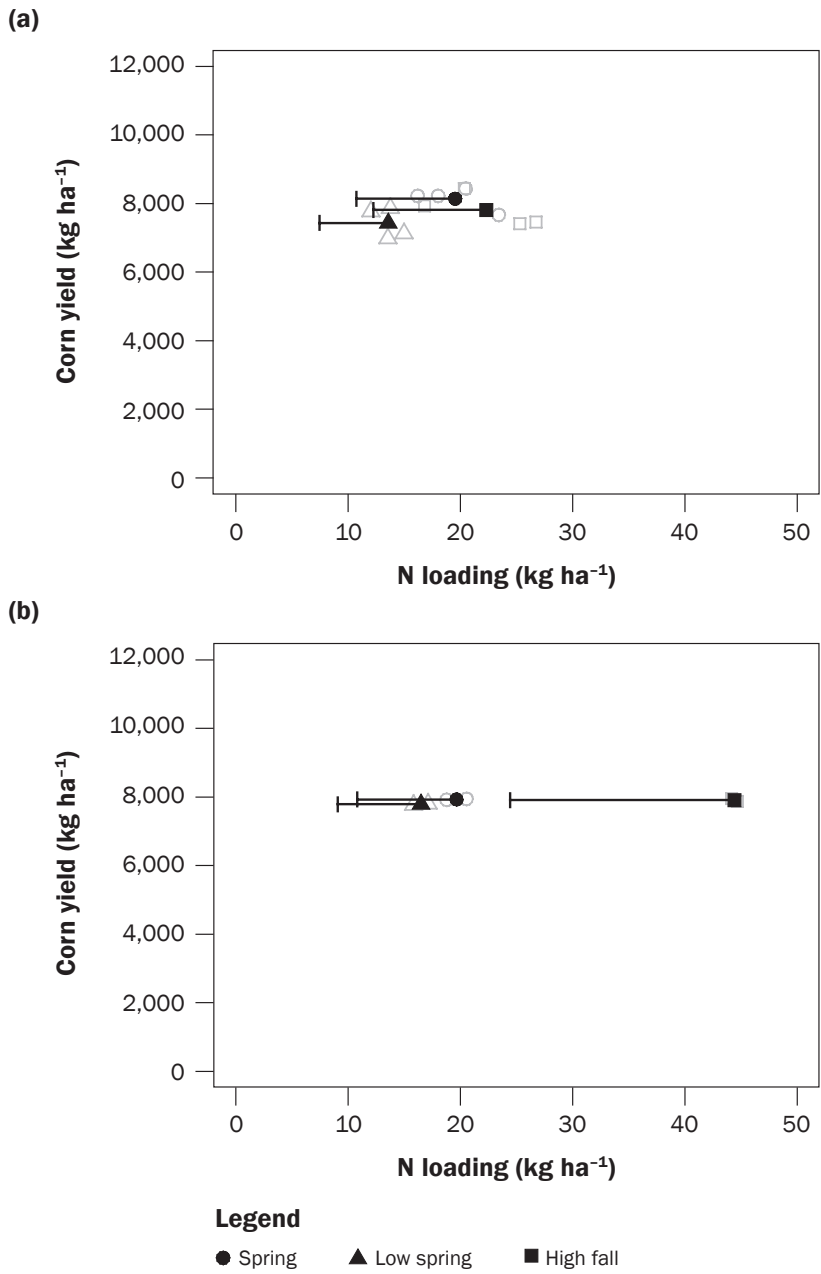 (a)
12,000
10,000
8,000
6,000
4,000
2,000
0
Corn yield (kg ha⁻¹)
0 10 20 30 40 50
N loading (kg ha⁻¹)
(b)
12,000
10,000
8,000
6,000
4,000
2,000
0
Corn yield (kg ha⁻¹)
0 10 20 30 40 50
N loading (kg ha⁻¹)
Legend
Spring Low spring High fall